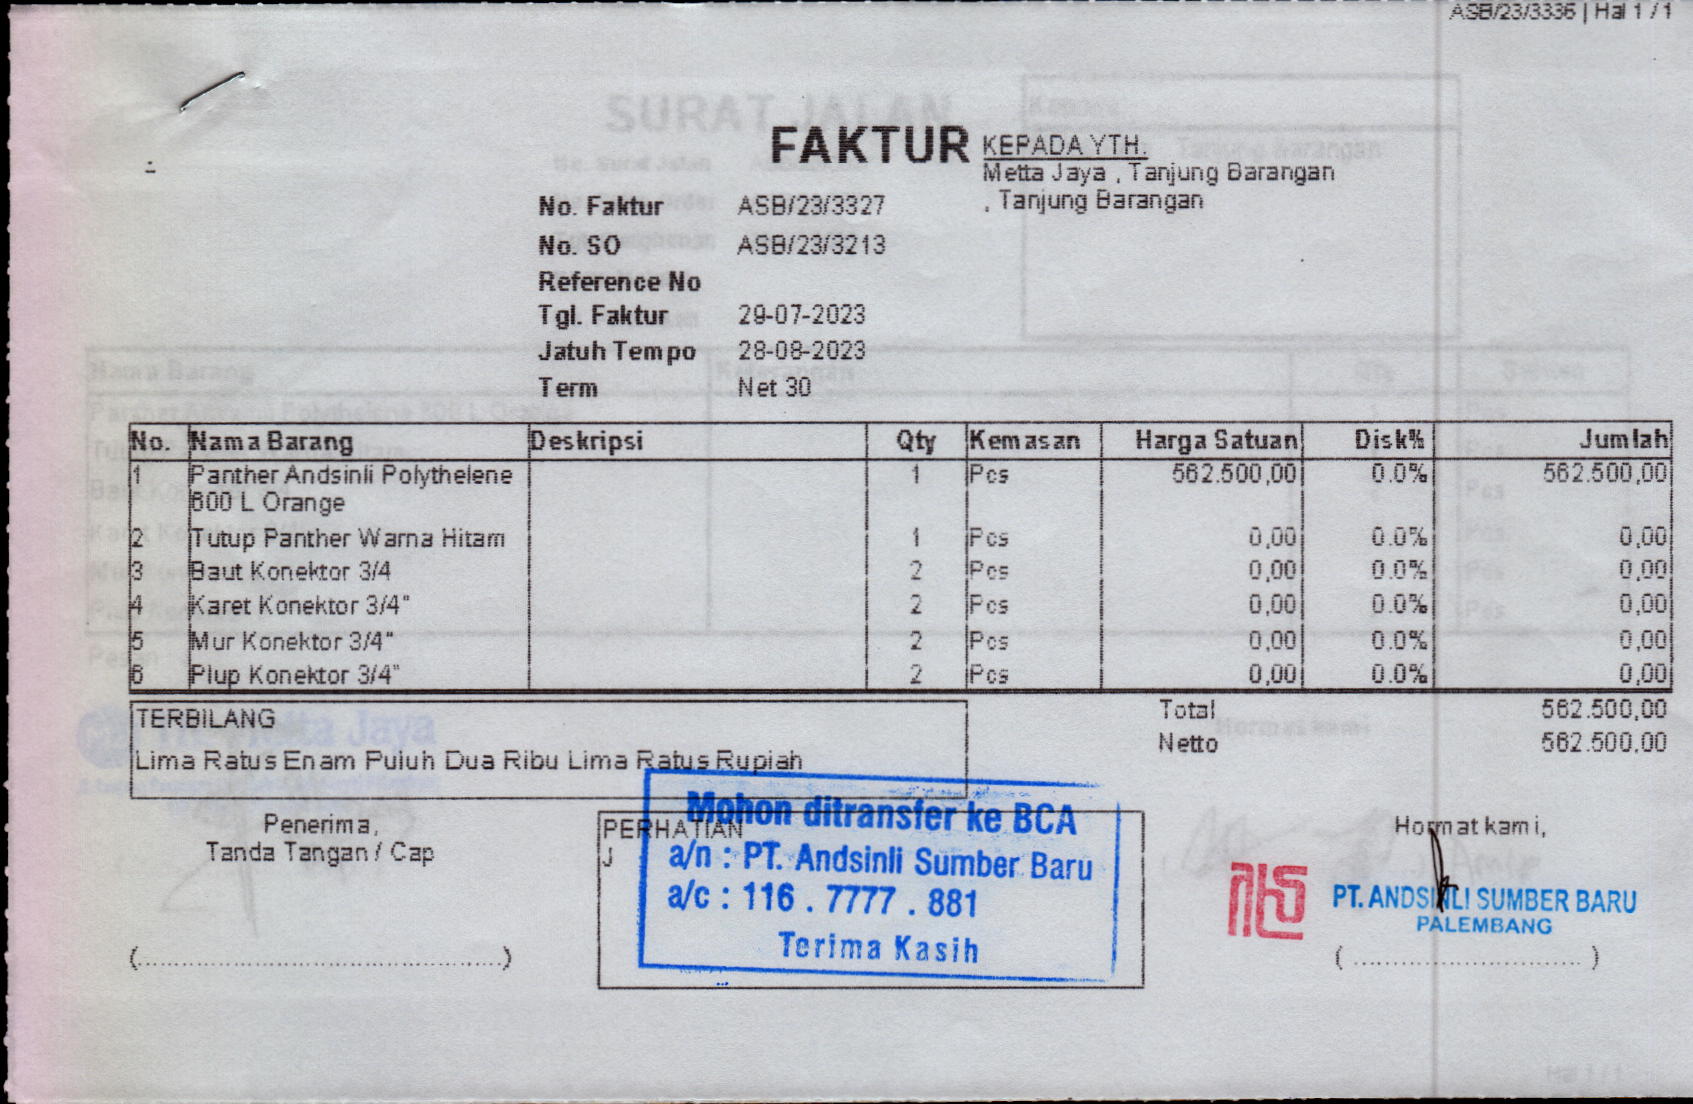 ASB/23/3336 | Hal 1 / 1
FAKTUR
KEPADA YTH.
Metta Jaya , Tanjung Barangan
, Tanjung Barangan
No. Faktur ASB/23/3327
No. SO ASB/23/3213
Reference No
Tgl. Faktur 29-07-2023
Jatuh Tempo 28-08-2023
Term Net 30
No. Nama Barang Deskripsi Qty Kemasan Harga Satuan Disk% Jumlah
1 Panther Andsinli Polythelene 1 Pcs 562.500,00 0.0% 562.500,00
600 L Orange
2 Tutup Panther Warna Hitam 1 Pcs 0,00 0.0% 0,00
3 Baut Konektor 3/4 2 Pcs 0,00 0.0% 0,00
4 Karet Konektor 3/4" 2 Pcs 0,00 0.0% 0,00
5 Mur Konektor 3/4" 2 Pcs 0,00 0.0% 0,00
6 Plup Konektor 3/4" 2 Pcs 0,00 0.0% 0,00
Total 562.500,00
Netto 562.500,00
TERBILANG
Lima Ratus Enam Puluh Dua Ribu Lima Ratus Rupiah
Penerima,
Tanda Tangan / Cap
(................................................)
PERHATIAN
J
Mohon ditransfer ke BCA
a/n : PT. Andsinli Sumber Baru
a/c : 116 . 7777 . 881
Terima Kasih
Hormat kami,
PT. ANDSINLI SUMBER BARU
PALEMBANG
( .............................. )